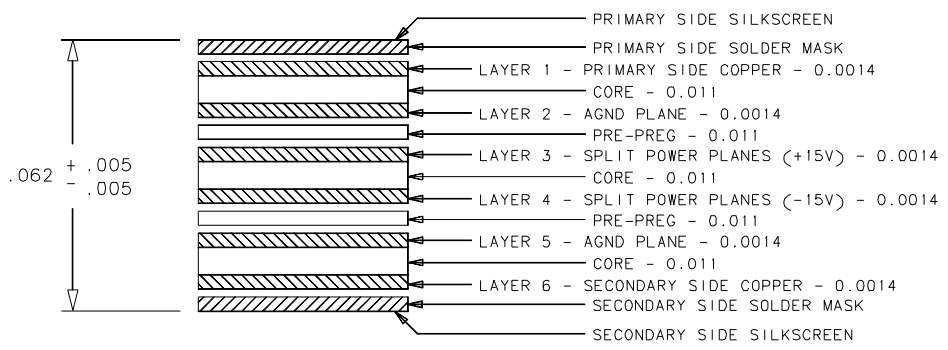 PRIMARY SIDE SILKSCREEN
PRIMARY SIDE SOLDER MASK
LAYER 1 - PRIMARY SIDE COPPER - 0.0014
CORE - 0.011
LAYER 2 - AGND PLANE - 0.0014
PRE-PREG - 0.011
LAYER 3 - SPLIT POWER PLANES (+15V) - 0.0014
.062 + .005
- .005
CORE - 0.011
LAYER 4 - SPLIT POWER PLANES (-15V) - 0.0014
PRE-PREG - 0.011
LAYER 5 - AGND PLANE - 0.0014
CORE - 0.011
LAYER 6 - SECONDARY SIDE COPPER - 0.0014
SECONDARY SIDE SOLDER MASK
SECONDARY SIDE SILKSCREEN